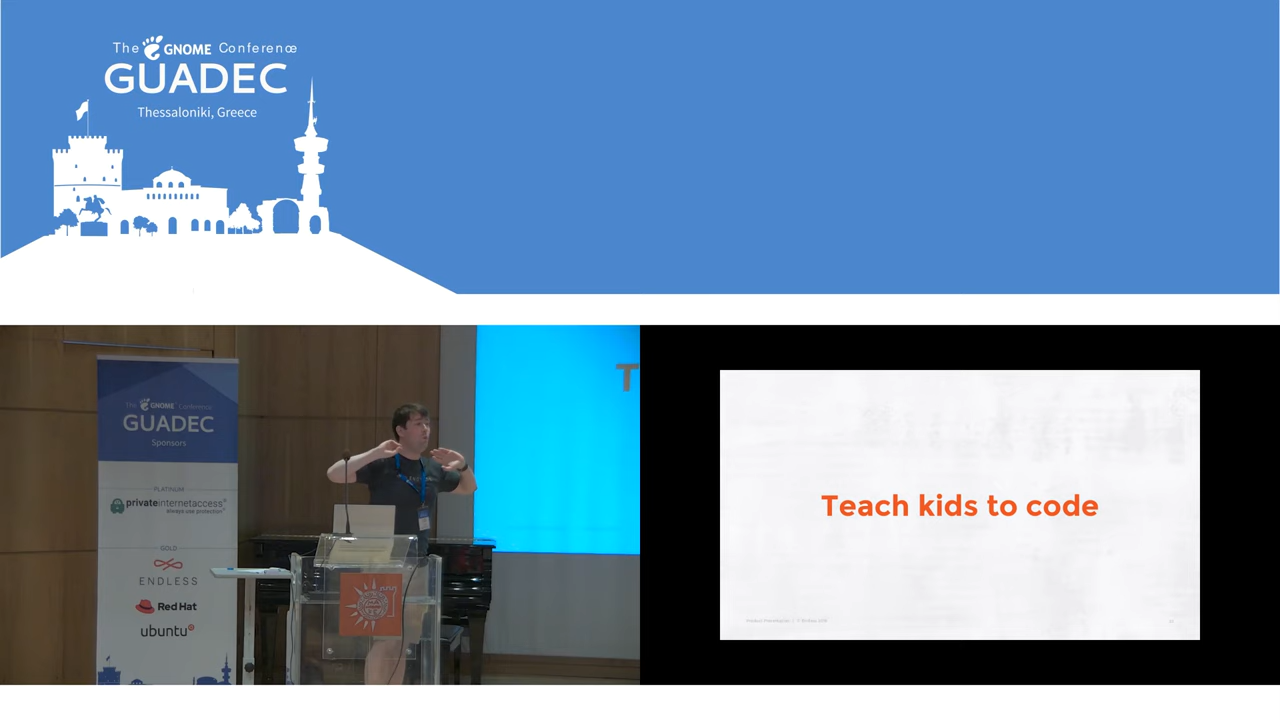 The GNOME Conference
GUADEC
Thessaloniki, Greece
The GNOME Conference
GUADEC
Sponsors
PLATINUM
privateinternetaccess®
always use protection®
GOLD
ENDLESS
Red Hat
ubuntu®
T
Teach kids to code